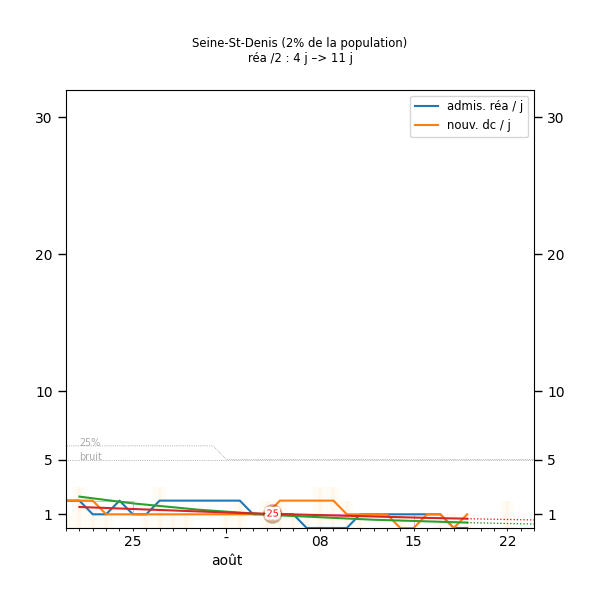 Seine-St-Denis (2% de la population)
réa /2 : 4 j –> 11 j
admis. réa / j
nouv. dc / j
30 30
20 20
10 10
25%
bruit
5 5
25
1 1
25 - 08 15 22
août